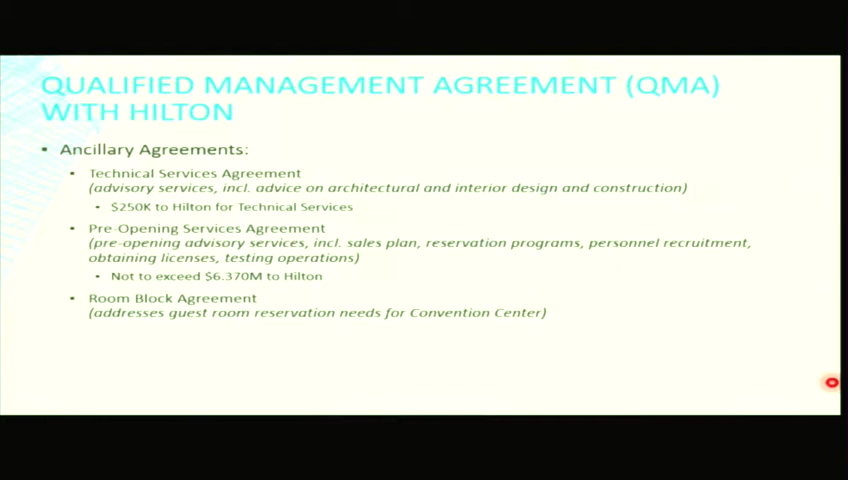 QUALIFIED MANAGEMENT AGREEMENT (QMA)
WITH HILTON
▪ Ancillary Agreements:
• Technical Services Agreement
(advisory services, incl. advice on architectural and interior design and construction)
• $250K to Hilton for Technical Services
• Pre-Opening Services Agreement
(pre-opening advisory services, incl. sales plan, reservation programs, personnel recruitment,
obtaining licenses, testing operations)
• Not to exceed $6.370M to Hilton
• Room Block Agreement
(addresses guest room reservation needs for Convention Center)